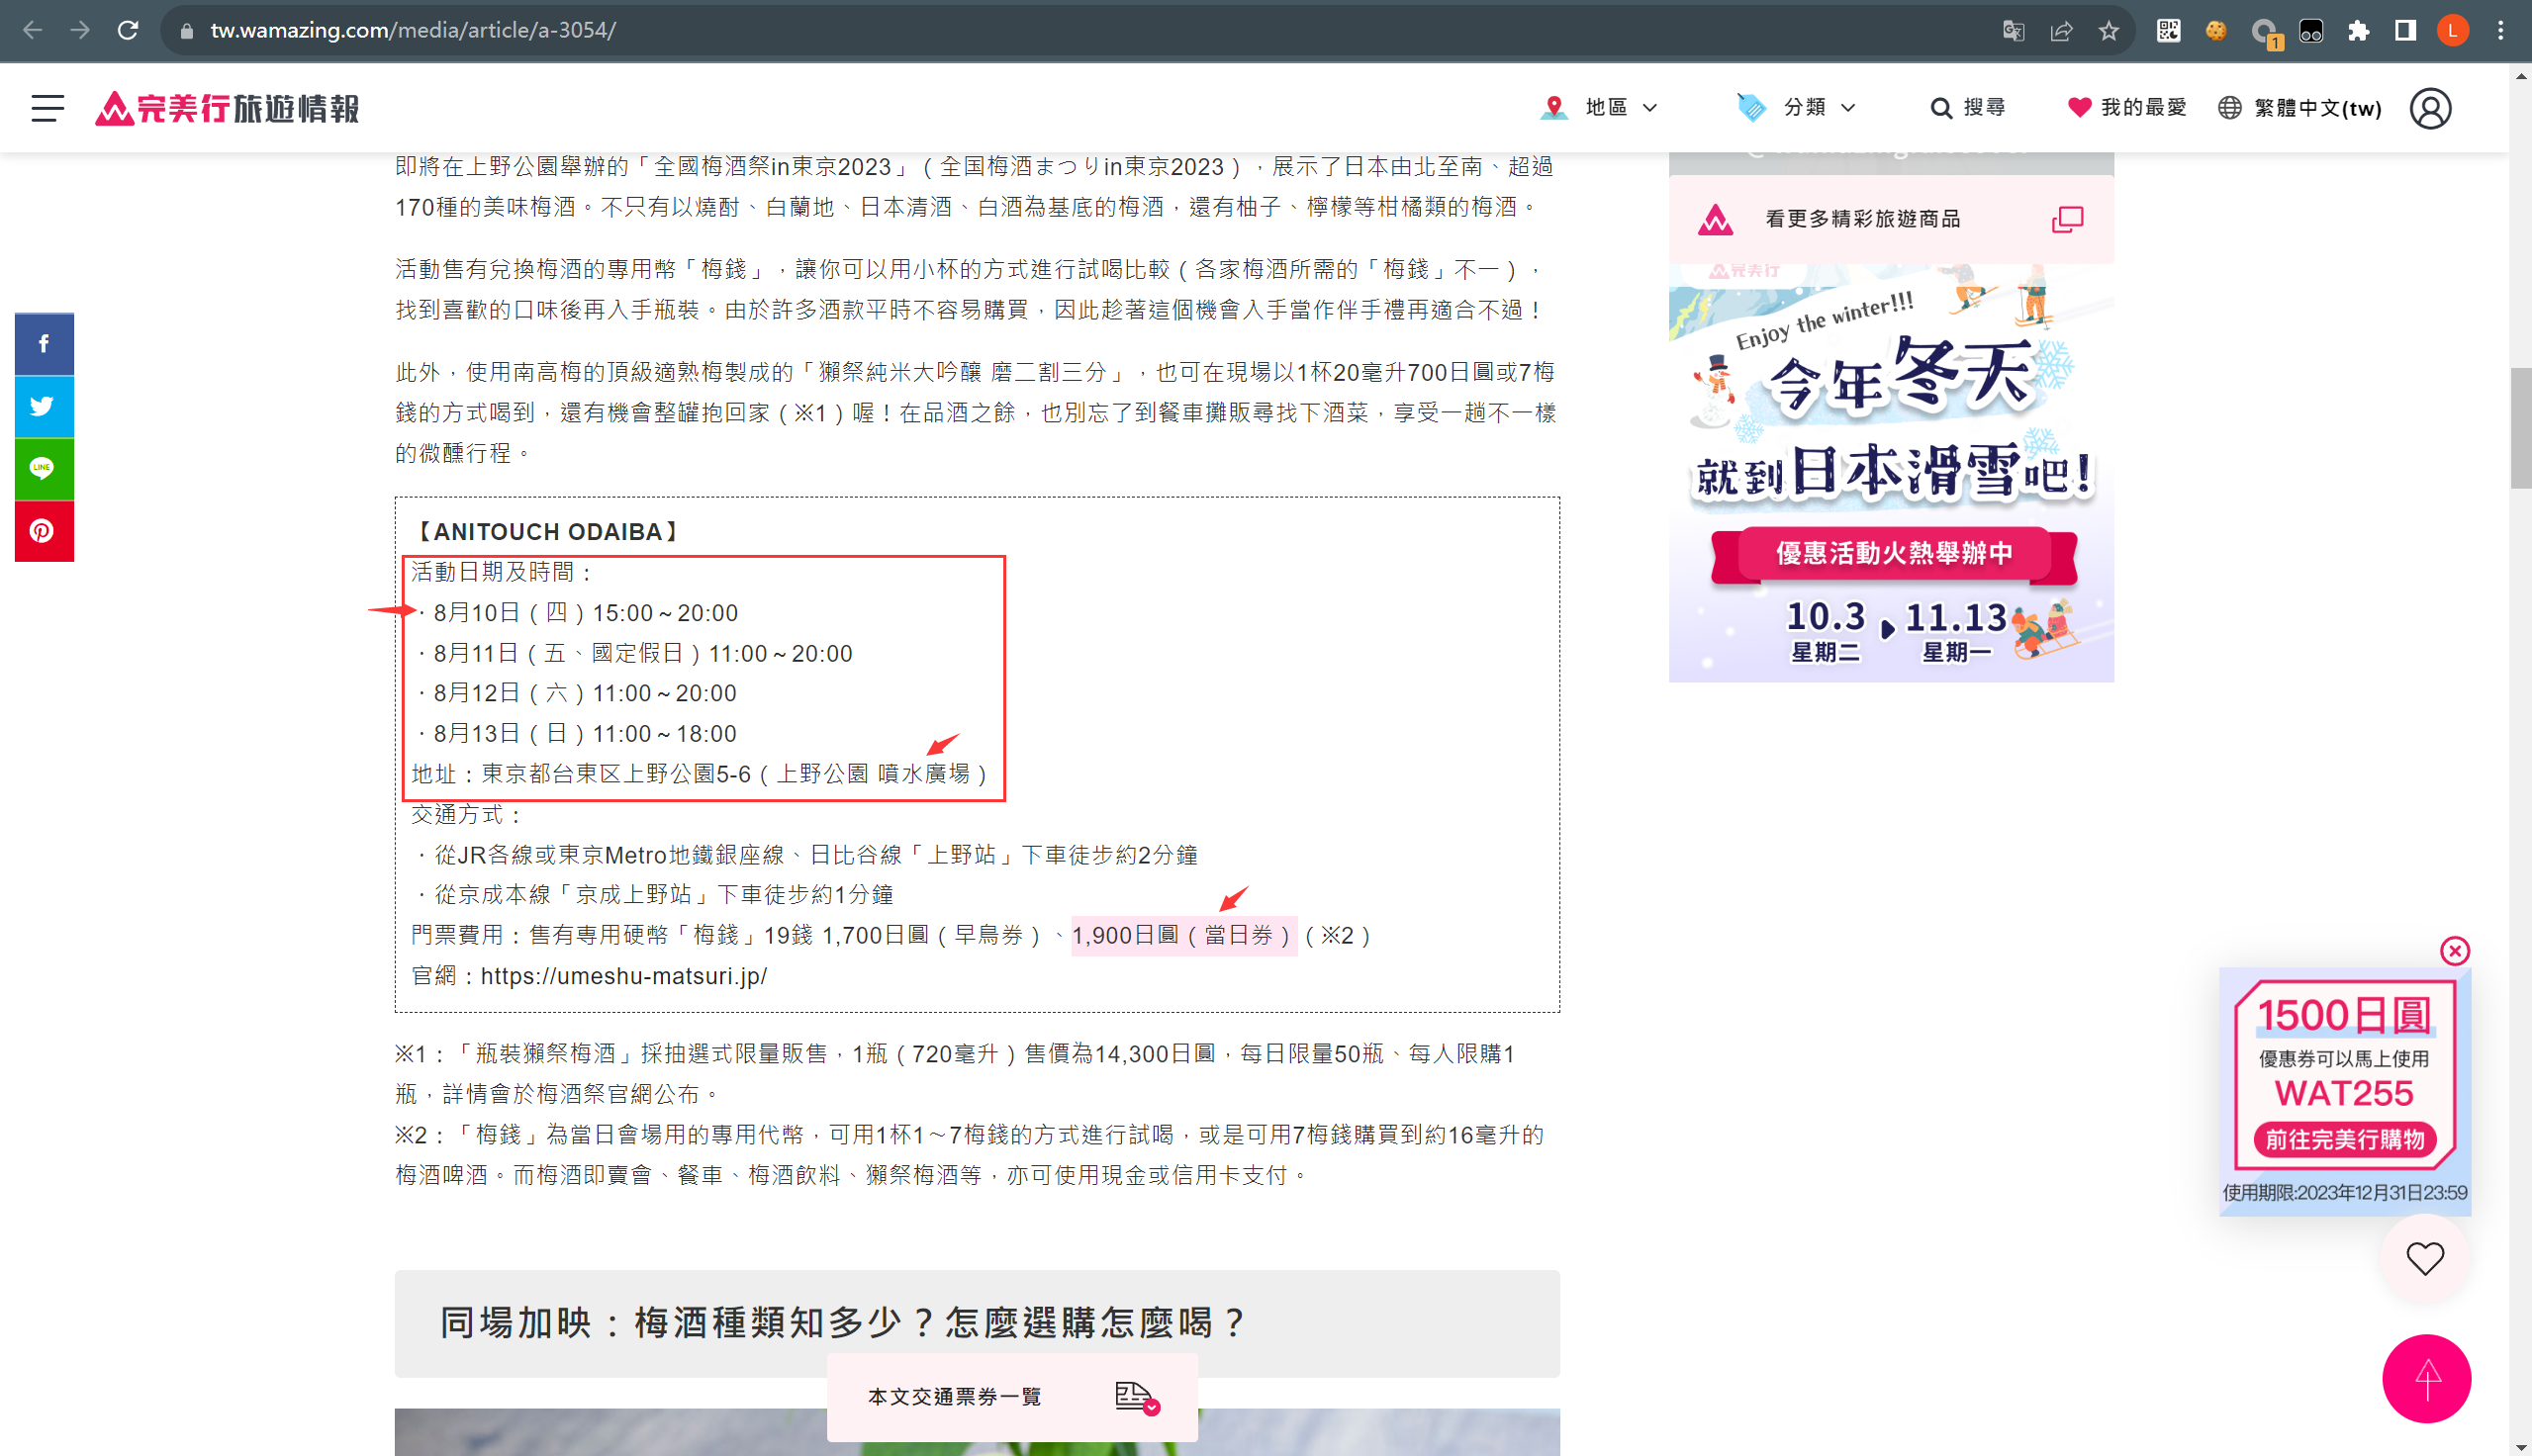 tw.wamazing.com/media/article/a-3054/
1
L
完美行旅遊情報
地區
分類
搜尋
我的最愛
繁體中文(tw)
即將在上野公園舉辦的「全國梅酒祭in東京2023」（全国梅酒まつりin東京2023），展示了日本由北至南、超過
170種的美味梅酒。不只有以燒酎、白蘭地、日本清酒、白酒為基底的梅酒，還有柚子、檸檬等柑橘類的梅酒。
活動售有兌換梅酒的專用幣「梅錢」，讓你可以用小杯的方式進行試喝比較（各家梅酒所需的「梅錢」不一），
找到喜歡的口味後再入手瓶裝。由於許多酒款平時不容易購買，因此趁著這個機會入手當作伴手禮再適合不過！
此外，使用南高梅的頂級適熟梅製成的「獺祭純米大吟釀 磨二割三分」，也可在現場以1杯20毫升700日圓或7梅
錢的方式喝到，還有機會整罐抱回家（※1）喔！在品酒之餘，也別忘了到餐車攤販尋找下酒菜，享受一趟不一樣
的微醺行程。
【ANITOUCH ODAIBA】
活動日期及時間：
・8月10日（四）15:00～20:00
・8月11日（五、國定假日）11:00～20:00
・8月12日（六）11:00～20:00
・8月13日（日）11:00～18:00
地址：東京都台東区上野公園5-6（上野公園 噴水廣場）
交通方式：
・從JR各線或東京Metro地鐵銀座線、日比谷線「上野站」下車徒步約2分鐘
・從京成本線「京成上野站」下車徒步約1分鐘
門票費用：售有專用硬幣「梅錢」19錢 1,700日圓（早鳥券）、1,900日圓（當日券）（※2）
官網：https://umeshu-matsuri.jp/
※1：「瓶裝獺祭梅酒」採抽選式限量販售，1瓶（720毫升）售價為14,300日圓，每日限量50瓶、每人限購1
瓶，詳情會於梅酒祭官網公布。
※2：「梅錢」為當日會場用的專用代幣，可用1杯1～7梅錢的方式進行試喝，或是可用7梅錢購買到約16毫升的
梅酒啤酒。而梅酒即賣會、餐車、梅酒飲料、獺祭梅酒等，亦可使用現金或信用卡支付。
同場加映：梅酒種類知多少？怎麼選購怎麼喝？
本文交通票券一覽
LINE
看更多精彩旅遊商品
完美行
Enjoy the winter!!!
今年冬天
就到日本滑雪吧!
優惠活動火熱舉辦中
10.3 11.13
星期二 星期一
1500日圓
優惠券可以馬上使用
WAT255
前往完美行購物
使用期限:2023年12月31日23:59